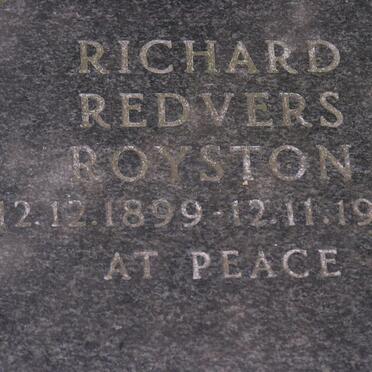 RICHARD
REDVERS
ROYSTON
12.12.1899-12.11.19
AT PEACE